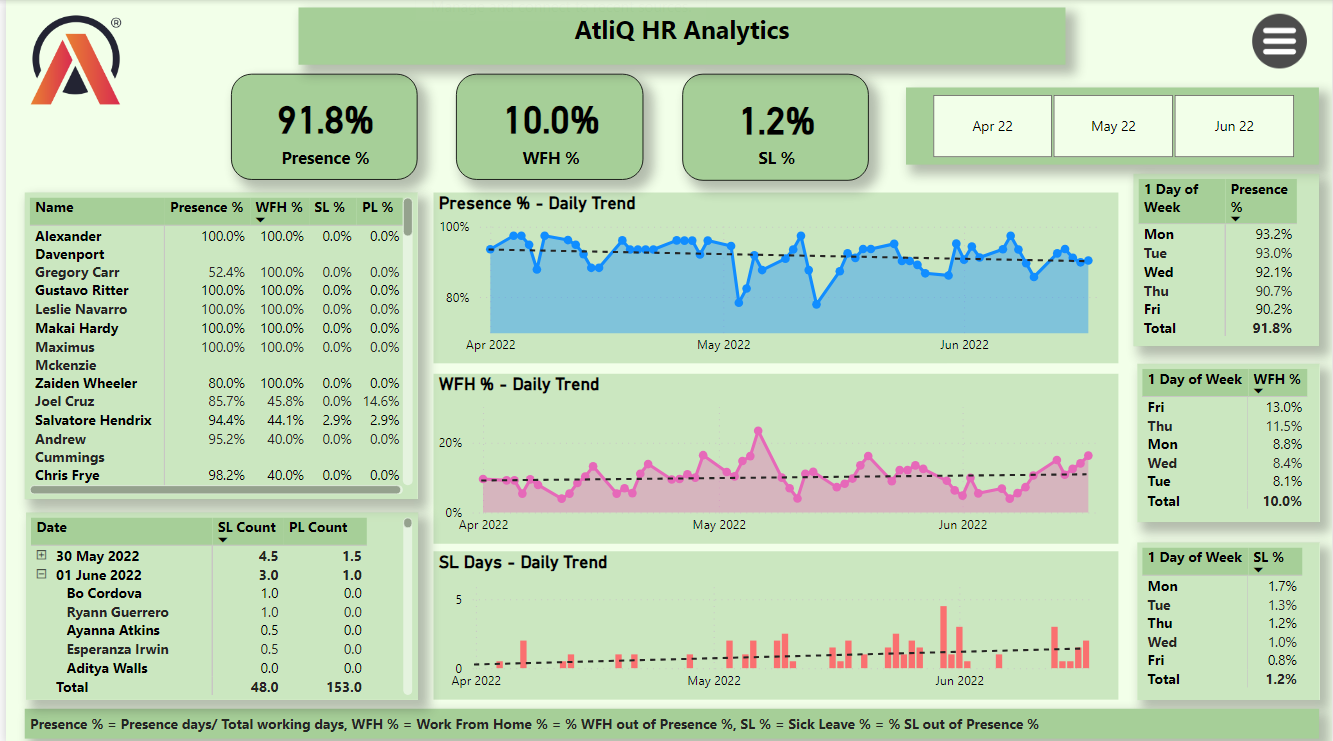 ®
AtliQ HR Analytics
91.8%
Presence %
10.0%
WFH %
1.2%
SL %
Apr 22 May 22 Jun 22
Name Presence % WFH % SL % PL %
Alexander 100.0% 100.0% 0.0% 0.0%
Davenport
Gregory Carr 52.4% 100.0% 0.0% 0.0%
Gustavo Ritter 100.0% 100.0% 0.0% 0.0%
Leslie Navarro 100.0% 100.0% 0.0% 0.0%
Makai Hardy 100.0% 100.0% 0.0% 0.0%
Maximus 100.0% 100.0% 0.0% 0.0%
Mckenzie
Zaiden Wheeler 80.0% 100.0% 0.0% 0.0%
Joel Cruz 85.7% 45.8% 0.0% 14.6%
Salvatore Hendrix 94.4% 44.1% 2.9% 2.9%
Andrew 95.2% 40.0% 0.0% 0.0%
Cummings
Chris Frye 98.2% 40.0% 0.0% 0.0%
Date SL Count PL Count
30 May 2022 4.5 1.5
01 June 2022 3.0 1.0
Bo Cordova 1.0 0.0
Ryann Guerrero 1.0 0.0
Ayanna Atkins 0.5 0.0
Esperanza Irwin 0.5 0.0
Aditya Walls 0.0 0.0
Total 48.0 153.0
Presence % - Daily Trend
100%
80%
Apr 2022 May 2022 Jun 2022
WFH % - Daily Trend
20%
0%
Apr 2022 May 2022 Jun 2022
SL Days - Daily Trend
5
0
Apr 2022 May 2022 Jun 2022
1 Day of Presence
Week %
Mon 93.2%
Tue 93.0%
Wed 92.1%
Thu 90.7%
Fri 90.2%
Total 91.8%
1 Day of Week WFH %
Fri 13.0%
Thu 11.5%
Mon 8.8%
Wed 8.4%
Tue 8.1%
Total 10.0%
1 Day of Week SL %
Mon 1.7%
Tue 1.3%
Thu 1.2%
Wed 1.0%
Fri 0.8%
Total 1.2%
Presence % = Presence days/ Total working days, WFH % = Work From Home % = % WFH out of Presence %, SL % = Sick Leave % = % SL out of Presence %